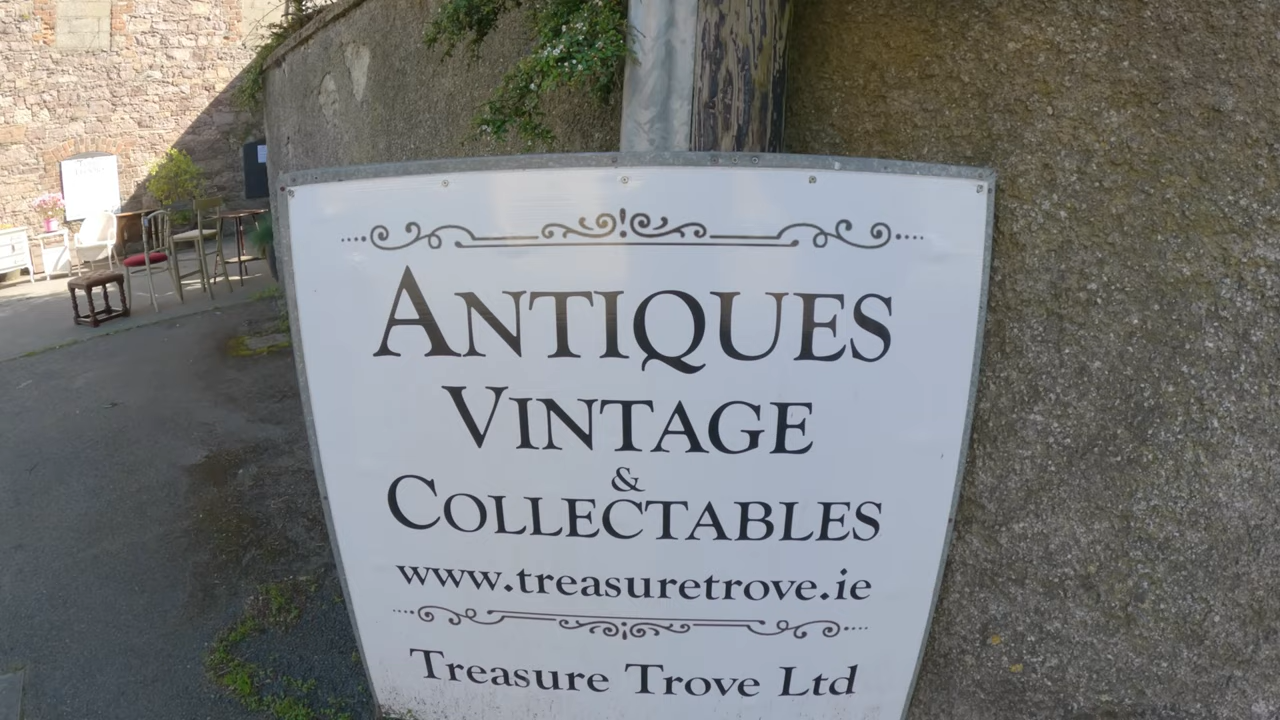 ANTIQUES
VINTAGE
&
COLLECTABLES
www.treasuretrove.ie
Treasure Trove Ltd